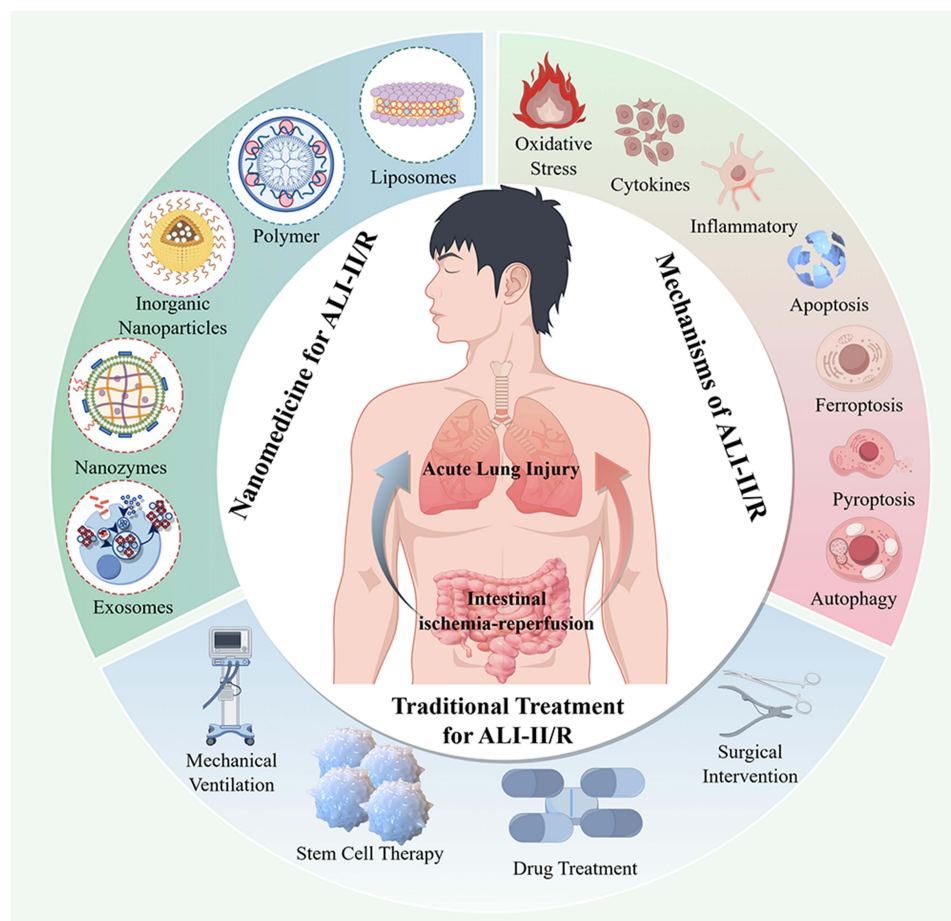 Nanomedicine for ALI-II/R
Liposomes
Polymer
Inorganic
Nanoparticles
Nanozymes
Exosomes
Mechanisms of ALI-II/R
Oxidative
Stress
Cytokines
Inflammatory
Apoptosis
Ferroptosis
Pyroptosis
Autophagy
Acute Lung Injury
Intestinal
ischemia-reperfusion
Traditional Treatment
for ALI-II/R
Mechanical
Ventilation
Stem Cell Therapy
Drug Treatment
Surgical
Intervention